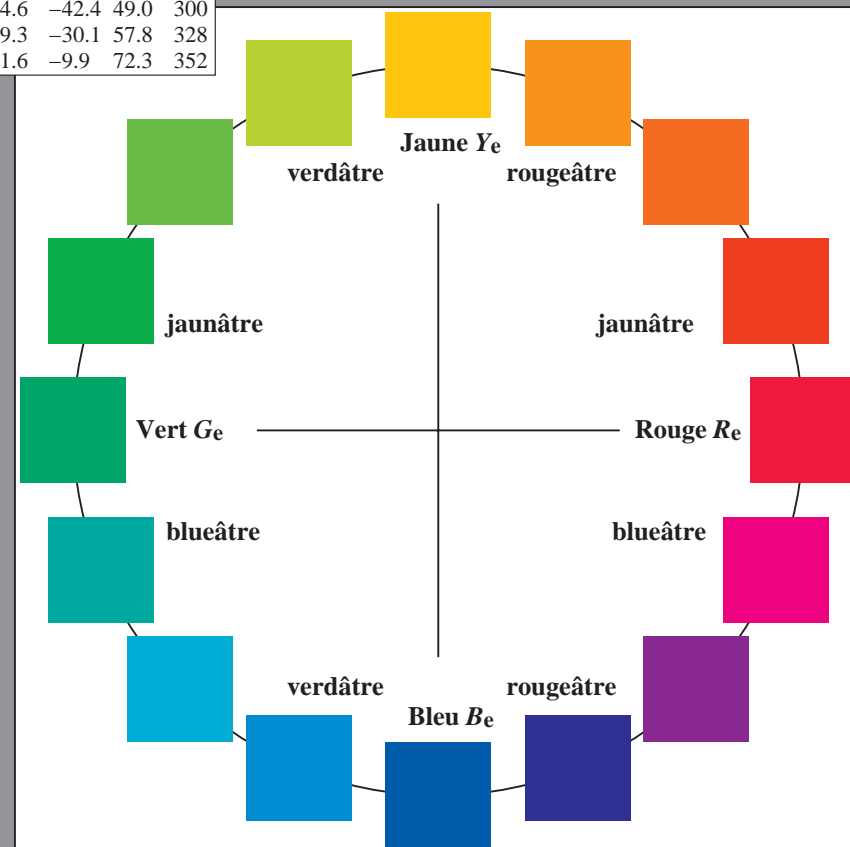 4.6 −42.4 49.0 300
9.3 −30.1 57.8 328
1.6 −9.9 72.3 352
Jaune Ye
verdâtre rougeâtre
jaunâtre jaunâtre
Vert Ge Rouge Re
blueâtre blueâtre
verdâtre rougeâtre
Bleu Be